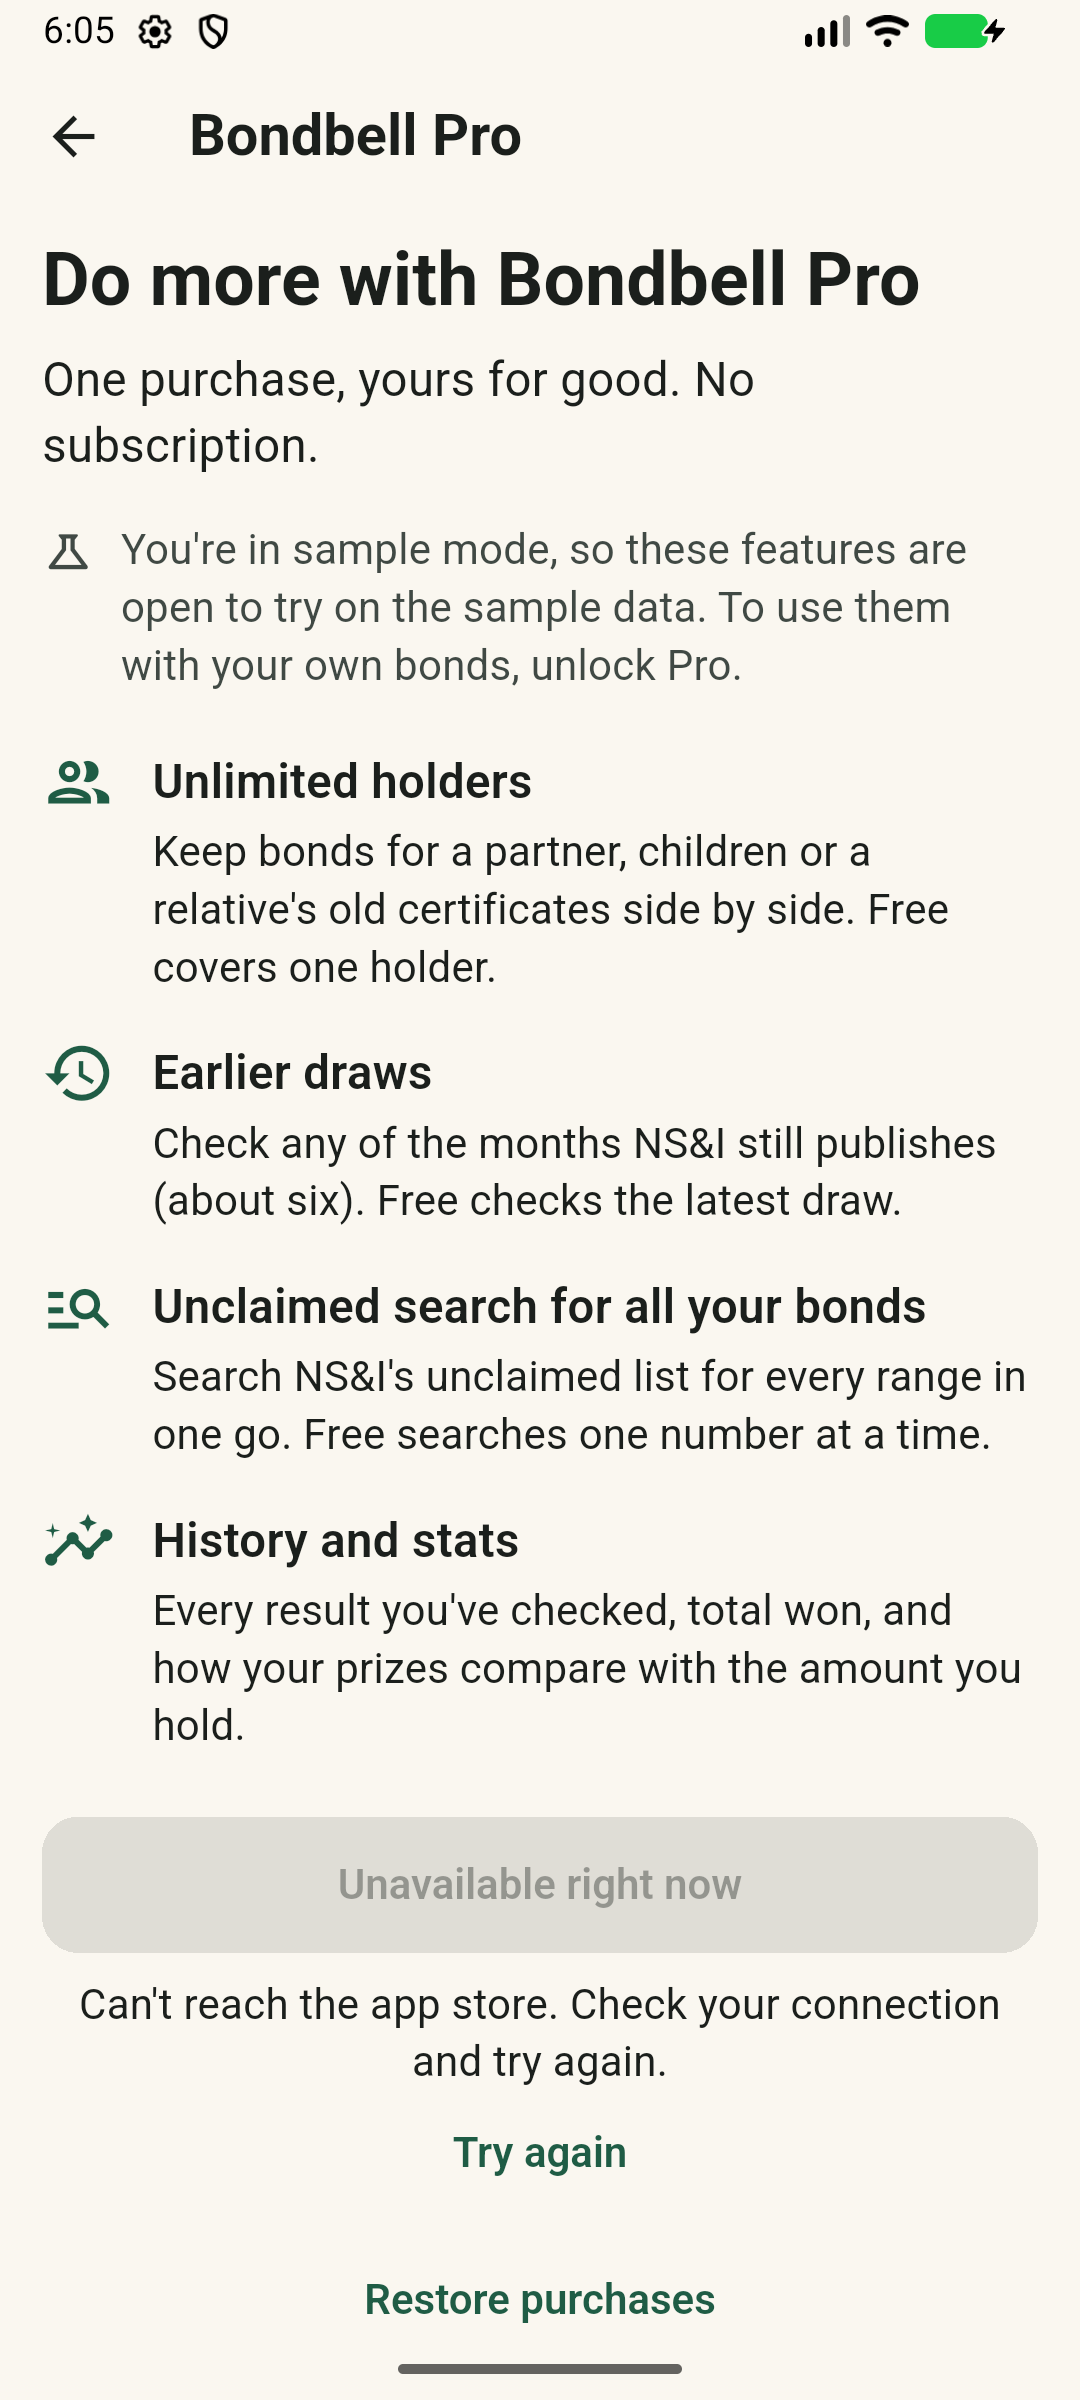 6:05
Bondbell Pro
Do more with Bondbell Pro
One purchase, yours for good. No
subscription.
You're in sample mode, so these features are
open to try on the sample data. To use them
with your own bonds, unlock Pro.
Unlimited holders
Keep bonds for a partner, children or a
relative's old certificates side by side. Free
covers one holder.
Earlier draws
Check any of the months NS&I still publishes
(about six). Free checks the latest draw.
Unclaimed search for all your bonds
Search NS&I's unclaimed list for every range in
one go. Free searches one number at a time.
History and stats
Every result you've checked, total won, and
how your prizes compare with the amount you
hold.
Unavailable right now
Can't reach the app store. Check your connection
and try again.
Try again
Restore purchases